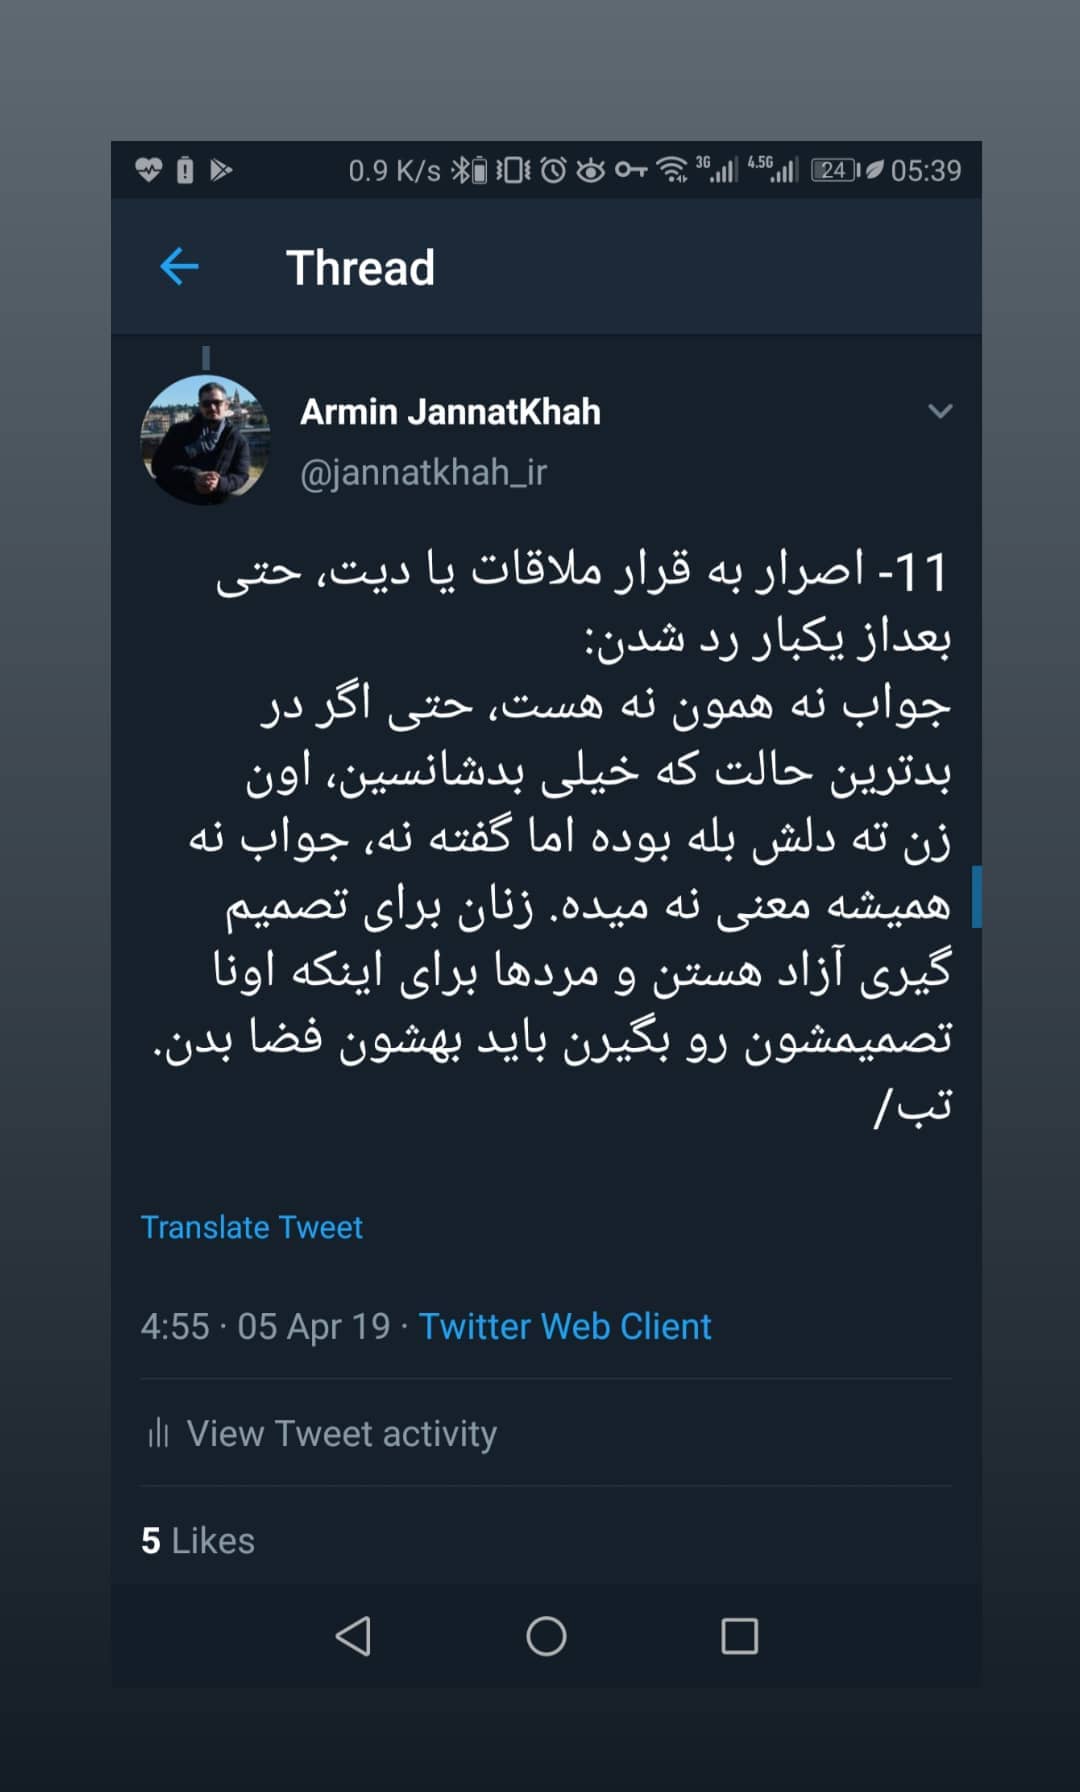 0.9 K/s 3G 4.5G 24 05:39
Thread
Armin JannatKhah
@jannatkhah_ir
11- اصرار به قرار ملاقات یا دیت، حتی
بعداز یکبار رد شدن:
جواب نه همون نه هست، حتی اگر در
بدترین حالت که خیلی بدشانسین، اون
زن ته دلش بله بوده اما گفته نه، جواب نه
همیشه معنی نه میده. زنان برای تصمیم
گیری آزاد هستن و مردها برای اینکه اونا
تصمیمشون رو بگیرن باید بهشون فضا بدن.
تب/
Translate Tweet
4:55 · 05 Apr 19 · Twitter Web Client
View Tweet activity
5 Likes